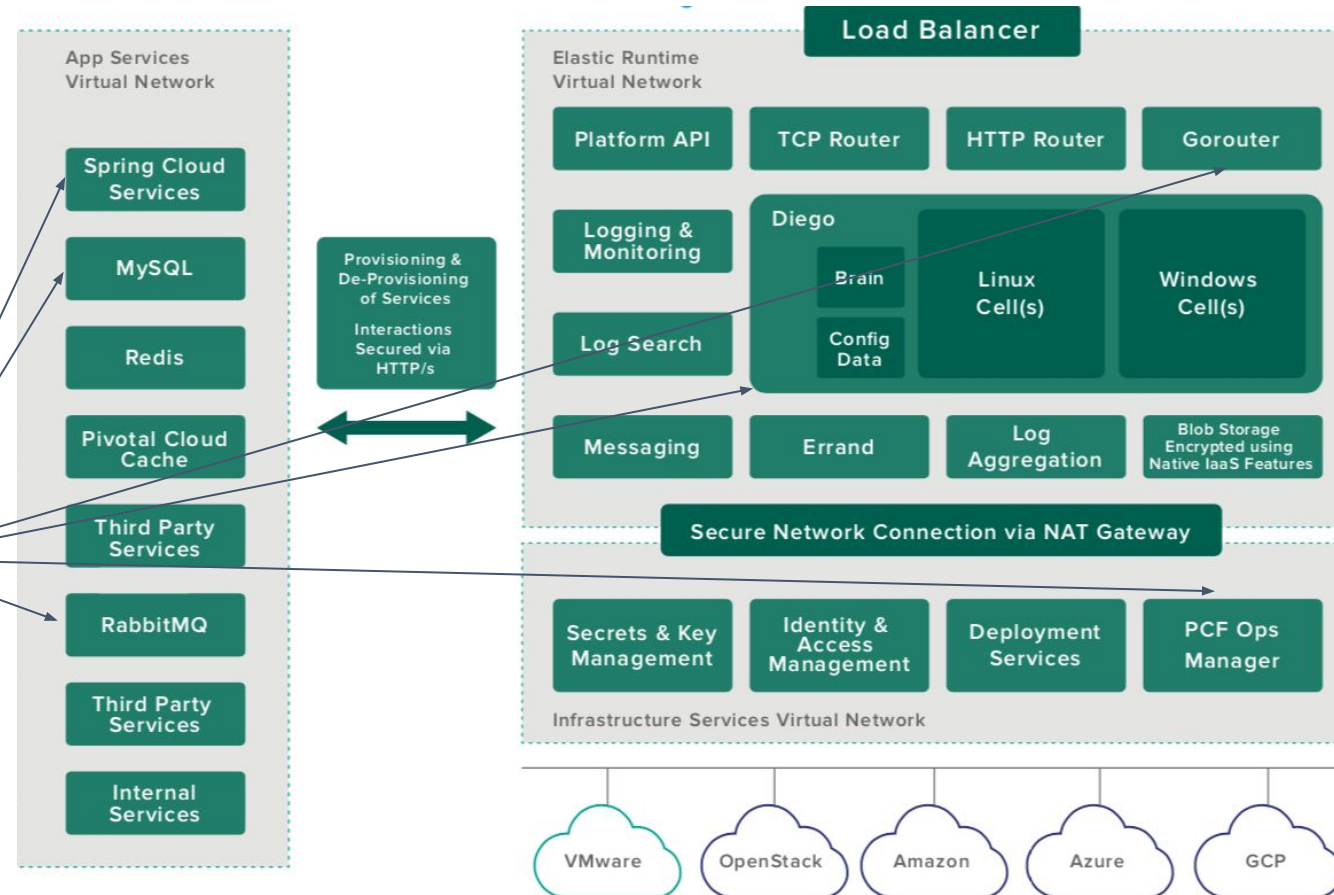 App Services
Virtual Network
Spring Cloud
Services
MySQL
Redis
Pivotal Cloud
Cache
Third Party
Services
RabbitMQ
Third Party
Services
Internal
Services
Provisioning &
De-Provisioning
of Services
Interactions
Secured via
HTTP/s
Load Balancer
Elastic Runtime
Virtual Network
Platform API
TCP Router
HTTP Router
Gorouter
Logging &
Monitoring
Log Search
Diego
Brain
Config
Data
Linux
Cell(s)
Windows
Cell(s)
Messaging
Errand
Log
Aggregation
Blob Storage
Encrypted using
Native IaaS Features
Secure Network Connection via NAT Gateway
Secrets & Key
Management
Identity &
Access
Management
Deployment
Services
PCF Ops
Manager
Infrastructure Services Virtual Network
VMware
OpenStack
Amazon
Azure
GCP